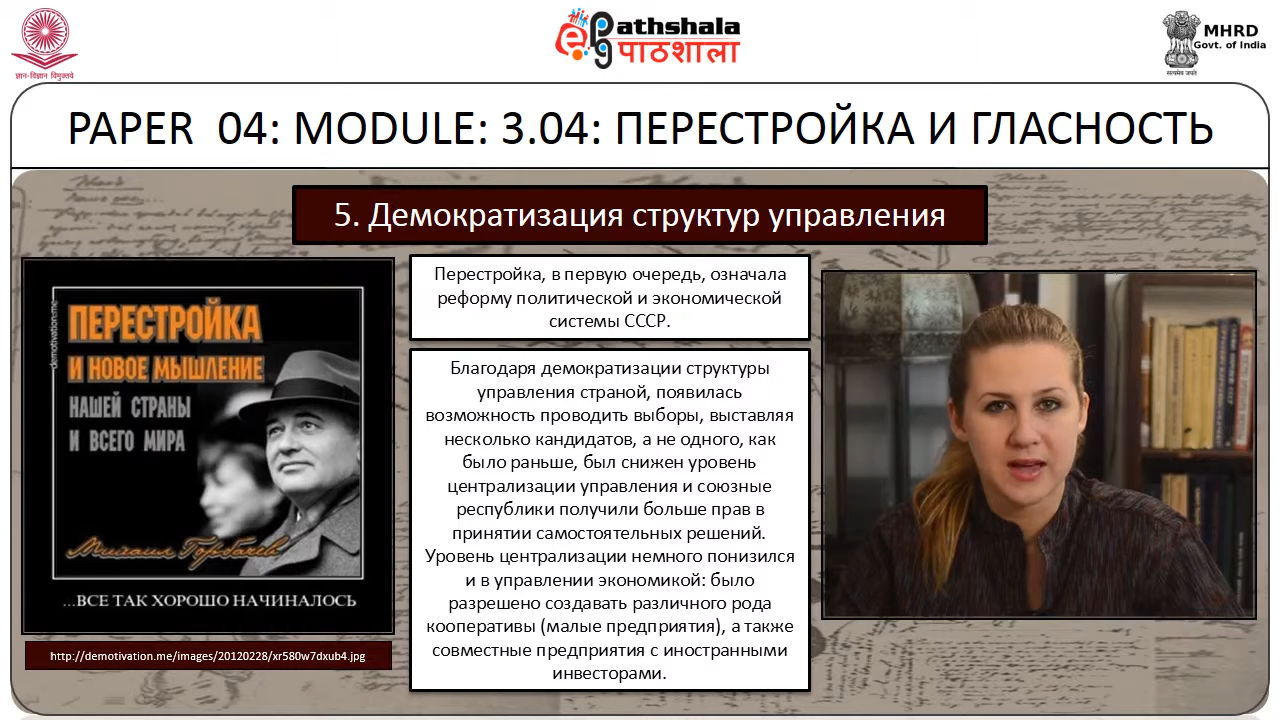 ज्ञान-विज्ञान विमुक्तये
epg Pathshala
पाठशाला
MHRD
Govt. of India
सत्यमेव जयते
PAPER 04: MODULE: 3.04: ПЕРЕСТРОЙКА И ГЛАСНОСТЬ
5. Демократизация структур управления
demotivation.me
ПЕРЕСТРОЙКА
И НОВОЕ МЫШЛЕНИЕ
НАШЕЙ СТРАНЫ
И ВСЕГО МИРА
Михаил Горбачев
...ВСЕ ТАК ХОРОШО НАЧИНАЛОСЬ
http://demotivation.me/images/20120228/xr580w7dxub4.jpg
Перестройка, в первую очередь, означала
реформу политической и экономической
системы СССР.
Благодаря демократизации структуры
управления страной, появилась
возможность проводить выборы, выставляя
несколько кандидатов, а не одного, как
было раньше, был снижен уровень
централизации управления и союзные
республики получили больше прав в
принятии самостоятельных решений.
Уровень централизации немного понизился
и в управлении экономикой: было
разрешено создавать различного рода
кооперативы (малые предприятия), а также
совместные предприятия с иностранными
инвесторами.